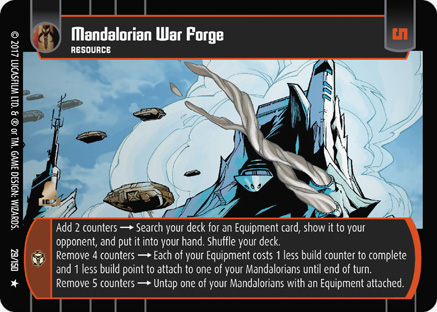 Mandalorian War Forge
RESOURCE
5
Add 2 counters → Search your deck for an Equipment card, show it to your
opponent, and put it into your hand. Shuffle your deck.
Remove 4 counters → Each of your Equipment costs 1 less build counter to complete
and 1 less build point to attach to one of your Mandalorians until end of turn.
Remove 5 counters → Untap one of your Mandalorians with an Equipment attached.
© 2017 LUCASFILM LTD. & ® or TM. GAME DESIGN: WIZARDS.
29/150 ★